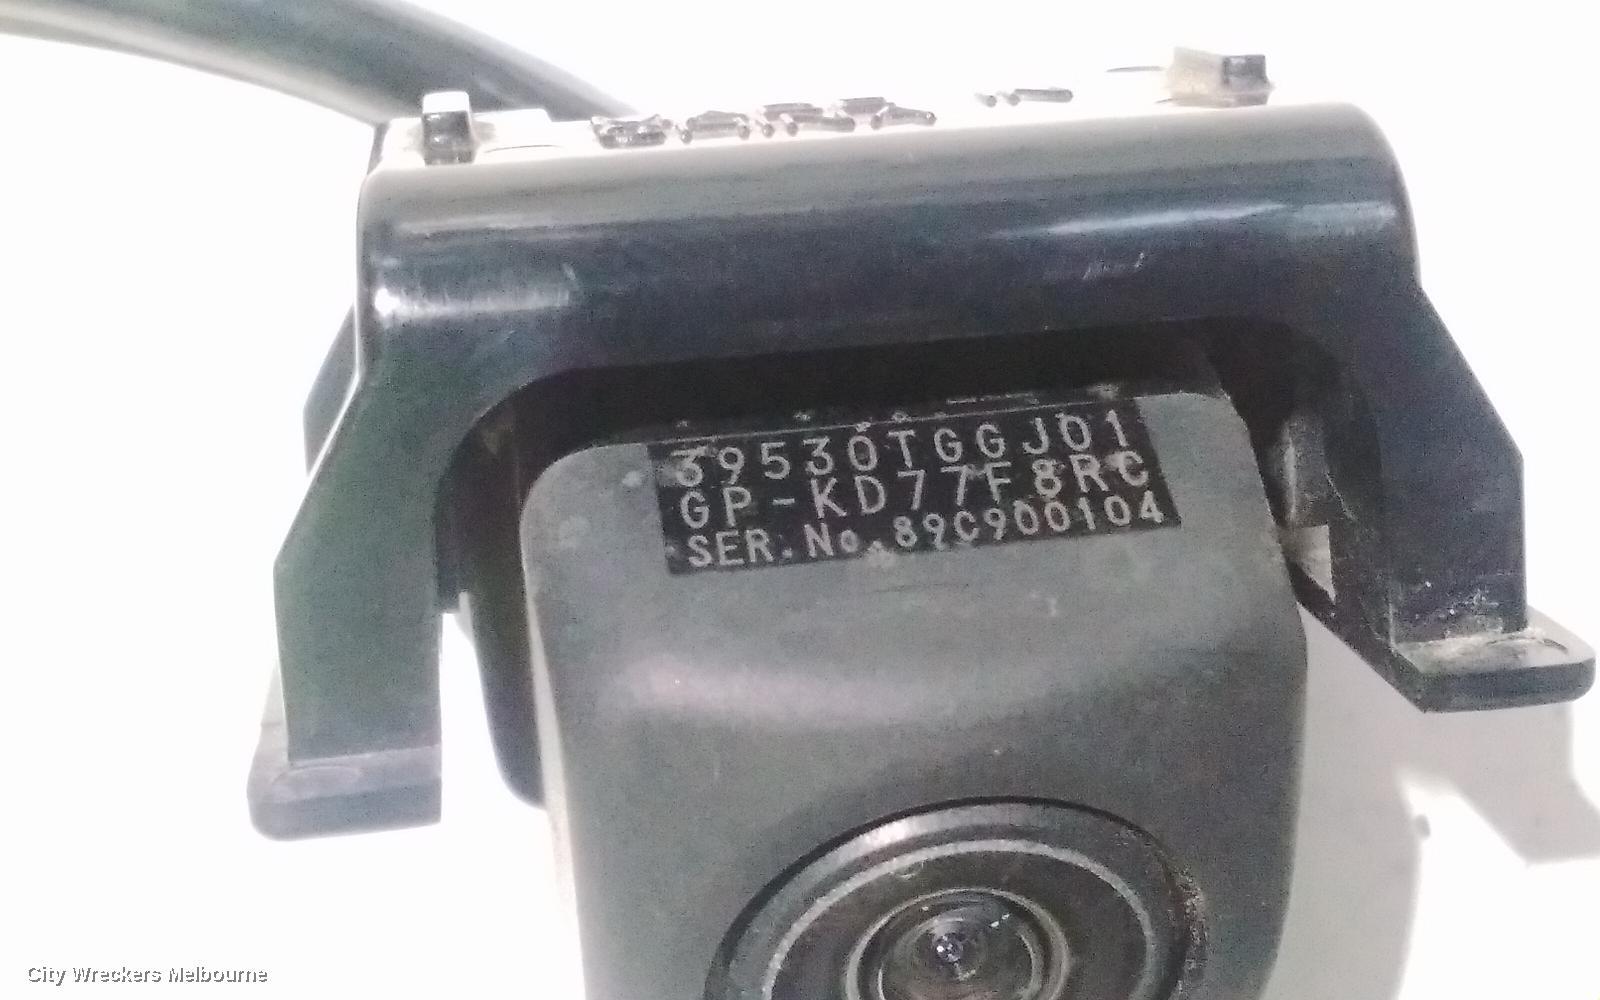 39530TGGJ01
GP-KD77F8RC
SER.No.89C900104
City Wreckers Melbourne